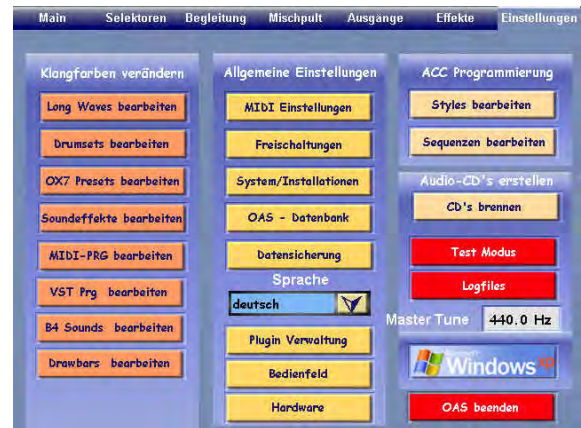 Main Selektoren Begleitung Mischpult Ausgange Effekte Einstellungen
Klangfarben verändern
Long Waves bearbeiten
Drumsets bearbeiten
OX7 Presets bearbeiten
Soundeffekte bearbeiten
MIDI-PRG bearbeiten
VST Prg bearbeiten
B4 Sounds bearbeiten
Drawbars bearbeiten
Allgemeine Einstellungen
MIDI Einstellungen
Freischaltungen
System/Installationen
OAS - Datenbank
Datensicherung
Sprache
deutsch
Plugin Verwaltung
Bedienfeld
Hardware
ACC Programmierung
Styles bearbeiten
Sequenzen bearbeiten
Audio-CD's erstellen
CD's brennen
Test Modus
Logfiles
Master Tune 440.0 Hz
Microsoft
Windows xp
OAS beenden